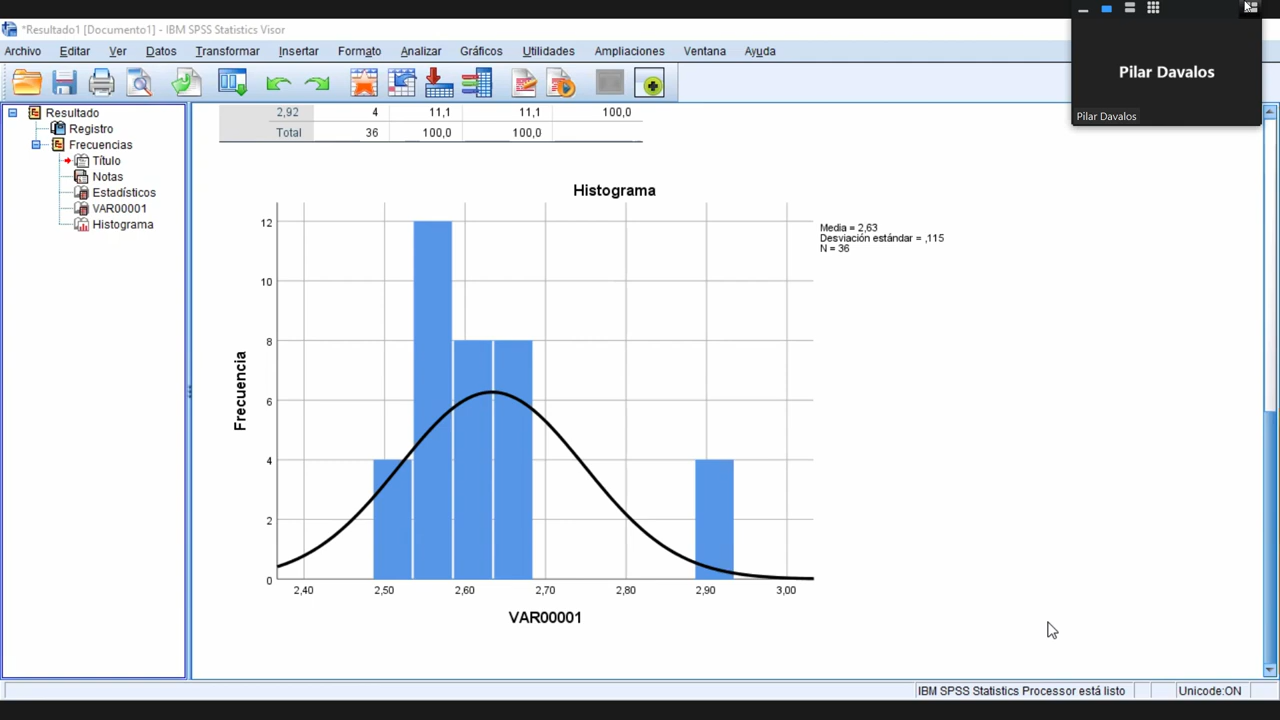 *Resultado1 [Documento1] - IBM SPSS Statistics Visor
Archivo Editar Ver Datos Transformar Insertar Formato Analizar Gráficos Utilidades Ampliaciones Ventana Ayuda
Pilar Davalos
Pilar Davalos
Resultado
Registro
Frecuencias
Título
Notas
Estadísticos
VAR00001
Histograma
2,92 4 11,1 11,1 100,0
Total 36 100,0 100,0
Histograma
Media = 2,63
Desviación estándar = ,115
N = 36
Frecuencia
12
10
8
6
4
2
0
2,40 2,50 2,60 2,70 2,80 2,90 3,00
VAR00001
IBM SPSS Statistics Processor está listo Unicode:ON